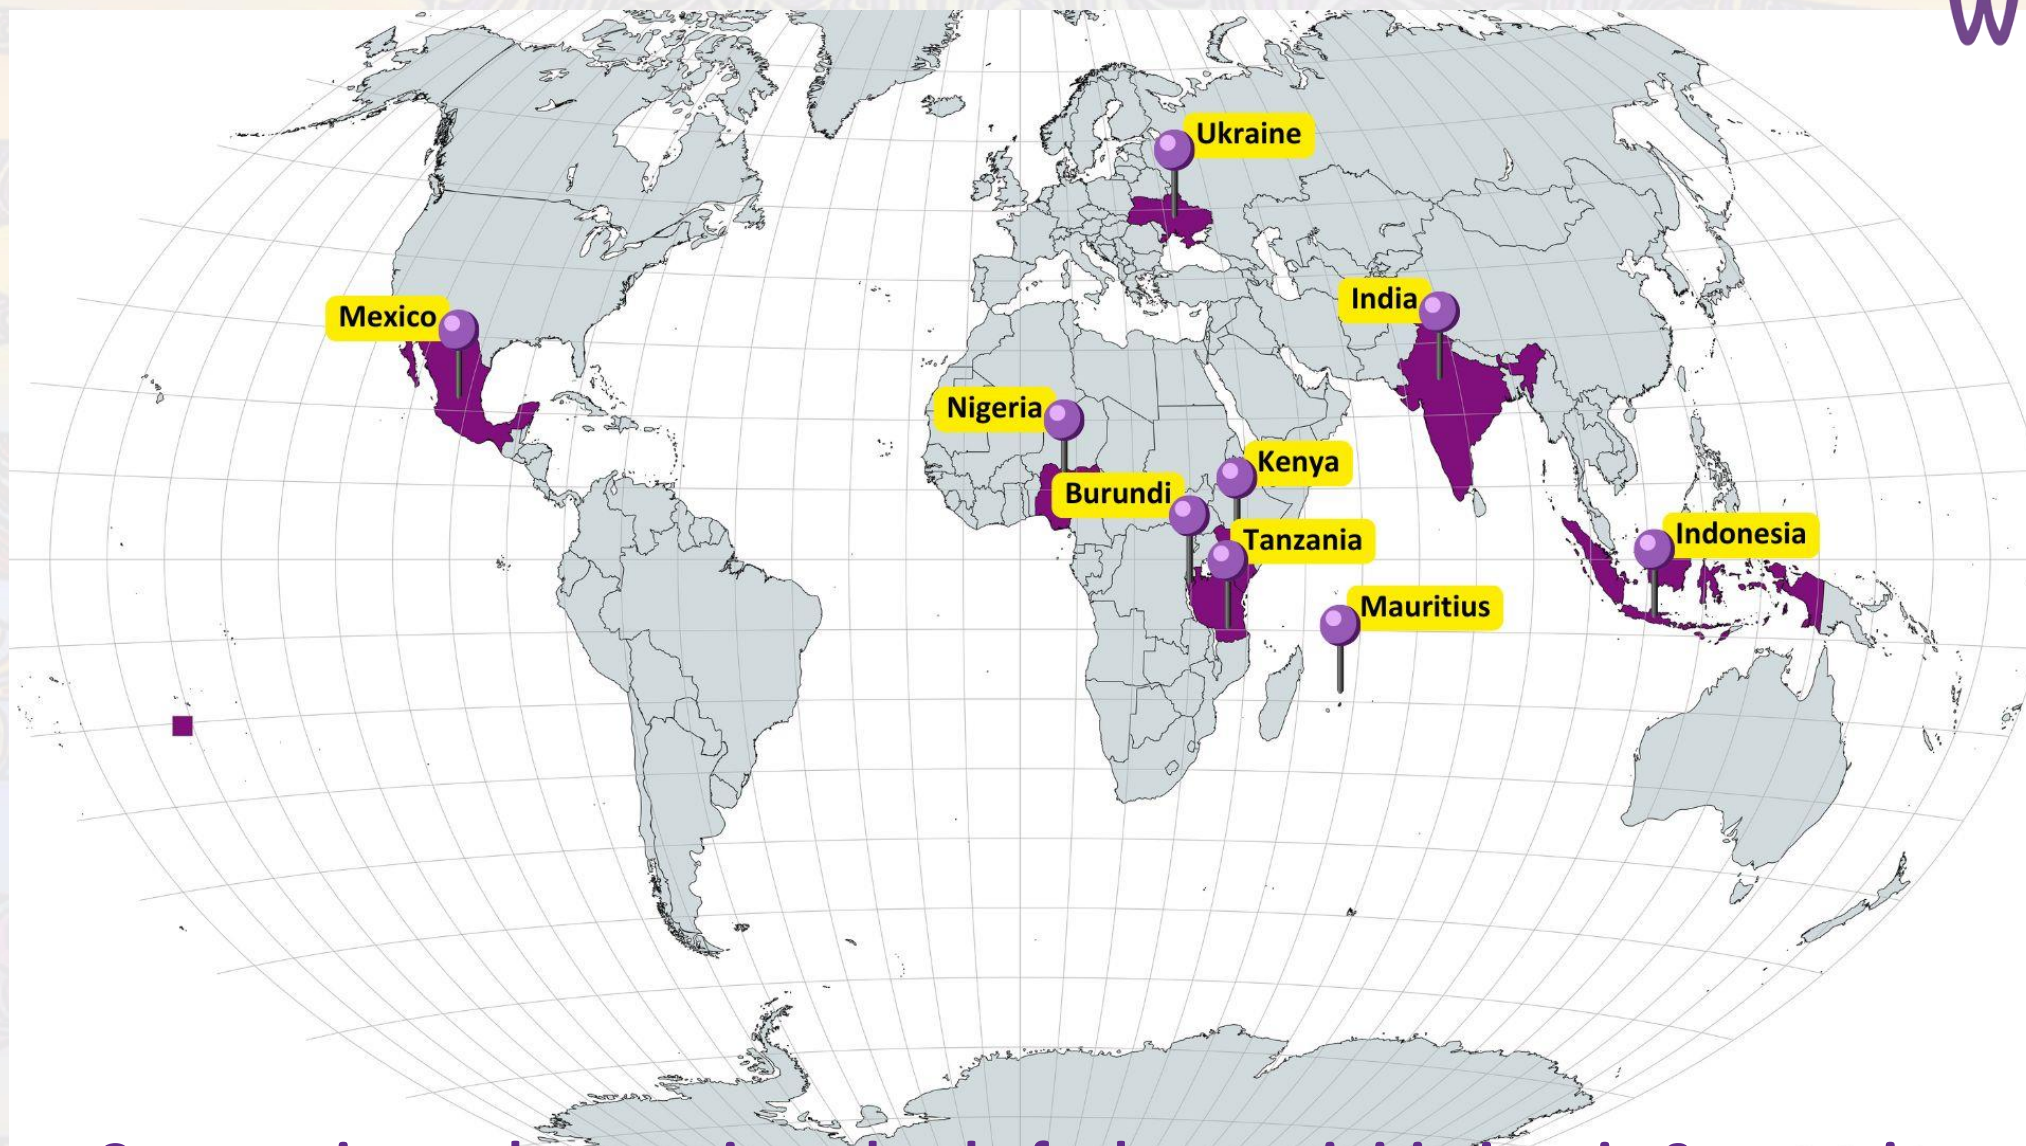 W
Ukraine
India
Mexico
Nigeria
Kenya
Burundi
Indonesia
Tanzania
Mauritius